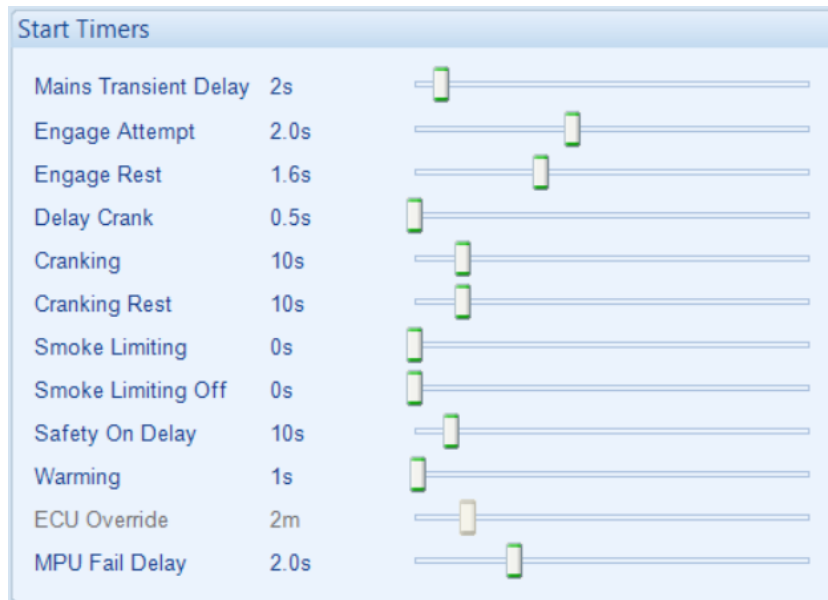 Start Timers
Mains Transient Delay 2s
Engage Attempt 2.0s
Engage Rest 1.6s
Delay Crank 0.5s
Cranking 10s
Cranking Rest 10s
Smoke Limiting 0s
Smoke Limiting Off 0s
Safety On Delay 10s
Warming 1s
ECU Override 2m
MPU Fail Delay 2.0s